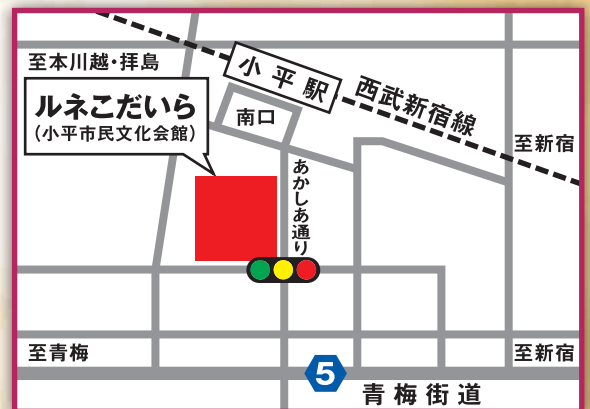 至本川越・拝島
小平駅
西武新宿線
ルネこだいら
（小平市民文化会館）
南口
至新宿
あかしあ通り
至青梅
至新宿
5
青梅街道